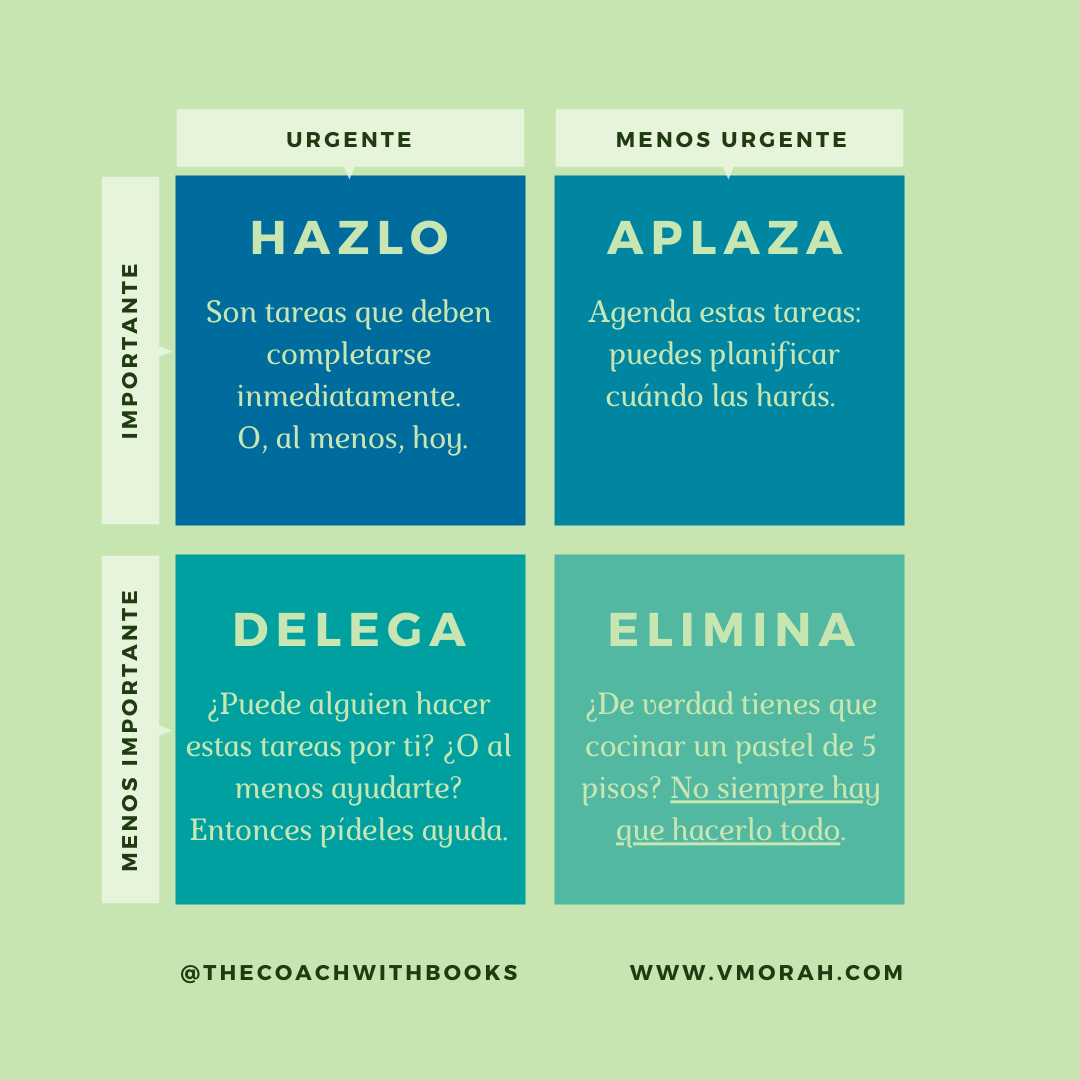 URGENTE
MENOS URGENTE
IMPORTANTE
HAZLO
Son tareas que deben
completarse
inmediatamente.
O, al menos, hoy.
APLAZA
Agenda estas tareas:
puedes planificar
cuándo las harás.
MENOS IMPORTANTE
DELEGA
¿Puede alguien hacer
estas tareas por ti? ¿O al
menos ayudarte?
Entonces pídeles ayuda.
ELIMINA
¿De verdad tienes que
cocinar un pastel de 5
pisos? No siempre hay
que hacerlo todo.
@THECOACHWITHBOOKS
WWW.VMORAH.COM